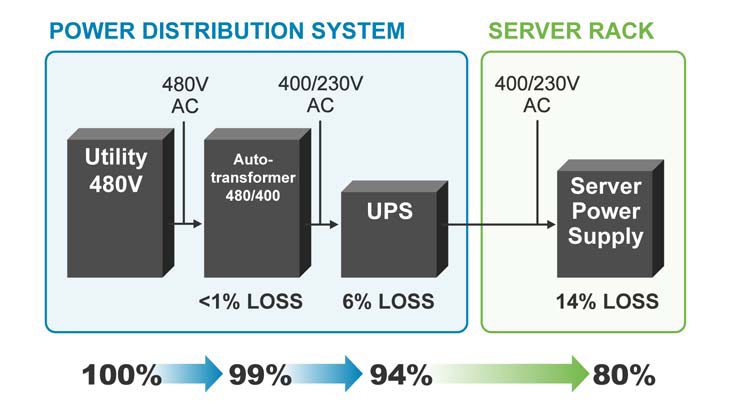 POWER DISTRIBUTION SYSTEM
SERVER RACK
480V
AC
400/230V
AC
400/230V
AC
Utility
480V
Auto-
transformer
480/400
UPS
Server
Power
Supply
<1% LOSS
6% LOSS
14% LOSS
100% 99% 94% 80%